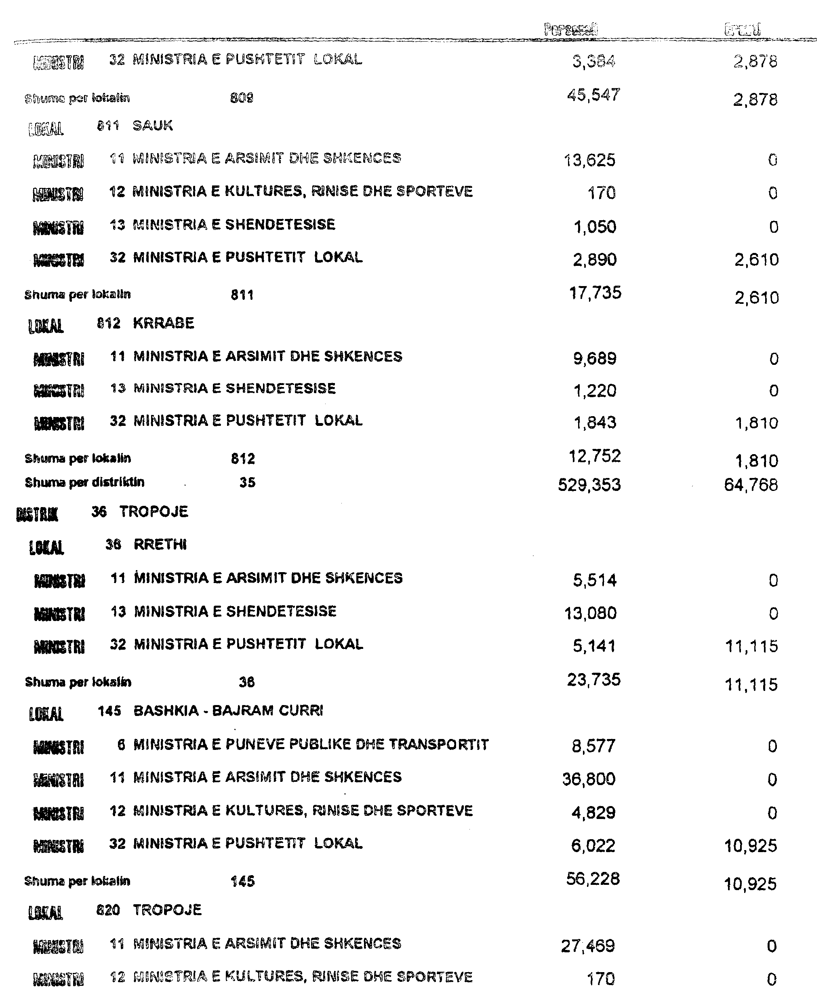 Personeli Granti
MINISTRI 32 MINISTRIA E PUSHTETIT LOKAL 3,384 2,878
Shuma per lokalin 809 45,547 2,878
LOKAL 811 SAUK
MINISTRI 11 MINISTRIA E ARSIMIT DHE SHKENCES 13,625 0
MINISTRI 12 MINISTRIA E KULTURES, RINISE DHE SPORTEVE 170 0
MINISTRI 13 MINISTRIA E SHENDETESISE 1,050 0
MINISTRI 32 MINISTRIA E PUSHTETIT LOKAL 2,890 2,610
Shuma per lokalin 811 17,735 2,610
LOKAL 812 KRRABE
MINISTRI 11 MINISTRIA E ARSIMIT DHE SHKENCES 9,689 0
MINISTRI 13 MINISTRIA E SHENDETESISE 1,220 0
MINISTRI 32 MINISTRIA E PUSHTETIT LOKAL 1,843 1,810
Shuma per lokalin 812 12,752 1,810
Shuma per distriktin 35 529,353 64,768
DISTRIK 36 TROPOJE
LOKAL 36 RRETHI
MINISTRI 11 MINISTRIA E ARSIMIT DHE SHKENCES 5,514 0
MINISTRI 13 MINISTRIA E SHENDETESISE 13,080 0
MINISTRI 32 MINISTRIA E PUSHTETIT LOKAL 5,141 11,115
Shuma per lokalin 36 23,735 11,115
LOKAL 145 BASHKIA - BAJRAM CURRI
MINISTRI 6 MINISTRIA E PUNEVE PUBLIKE DHE TRANSPORTIT 8,577 0
MINISTRI 11 MINISTRIA E ARSIMIT DHE SHKENCES 36,800 0
MINISTRI 12 MINISTRIA E KULTURES, RINISE DHE SPORTEVE 4,829 0
MINISTRI 32 MINISTRIA E PUSHTETIT LOKAL 6,022 10,925
Shuma per lokalin 145 56,228 10,925
LOKAL 820 TROPOJE
MINISTRI 11 MINISTRIA E ARSIMIT DHE SHKENCES 27,469 0
MINISTRI 12 MINISTRIA E KULTURES, RINISE DHE SPORTEVE 170 0